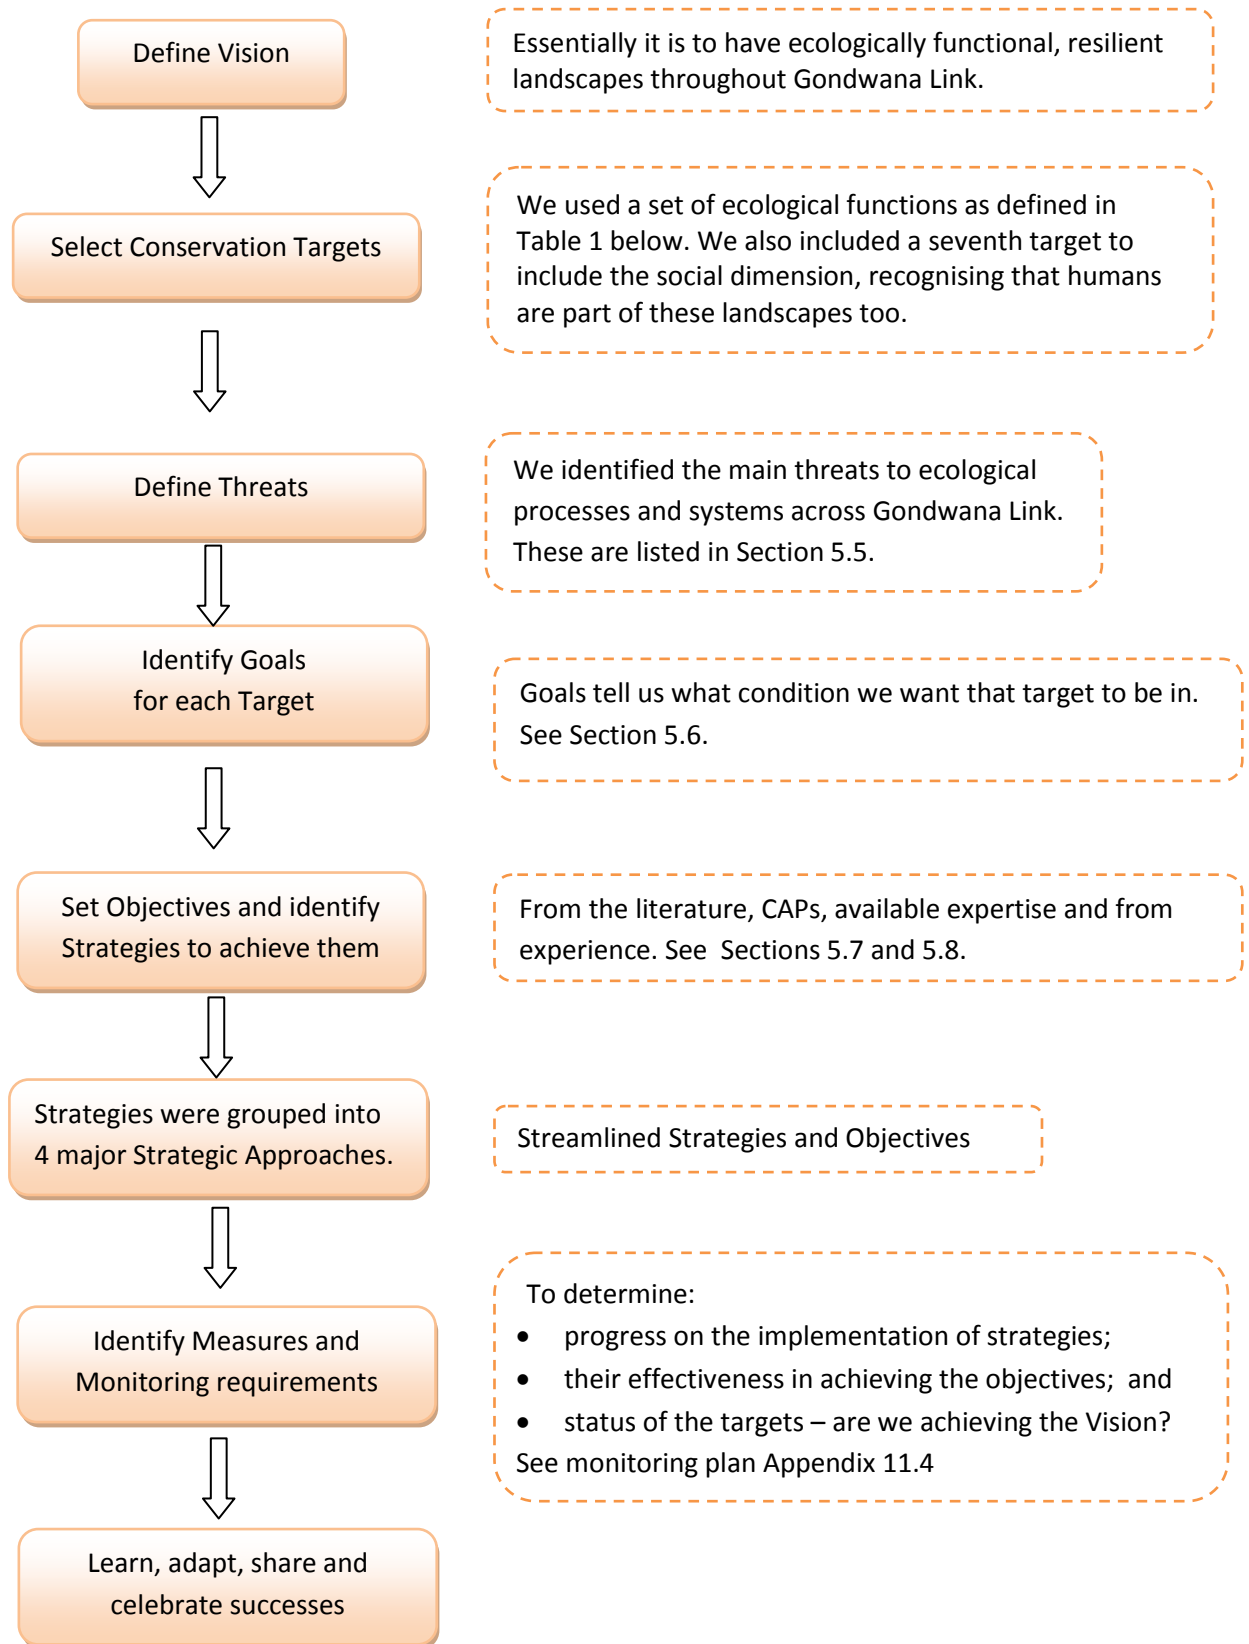 Define Vision
Essentially it is to have ecologically functional, resilient
landscapes throughout Gondwana Link.
Select Conservation Targets
We used a set of ecological functions as defined in
Table 1 below. We also included a seventh target to
include the social dimension, recognising that humans
are part of these landscapes too.
Define Threats
We identified the main threats to ecological
processes and systems across Gondwana Link.
These are listed in Section 5.5.
Identify Goals
for each Target
Goals tell us what condition we want that target to be in.
See Section 5.6.
Set Objectives and identify
Strategies to achieve them
From the literature, CAPs, available expertise and from
experience. See Sections 5.7 and 5.8.
Strategies were grouped into
4 major Strategic Approaches.
Streamlined Strategies and Objectives
Identify Measures and
Monitoring requirements
To determine:
• progress on the implementation of strategies;
• their effectiveness in achieving the objectives; and
• status of the targets – are we achieving the Vision?
See monitoring plan Appendix 11.4
Learn, adapt, share and
celebrate successes